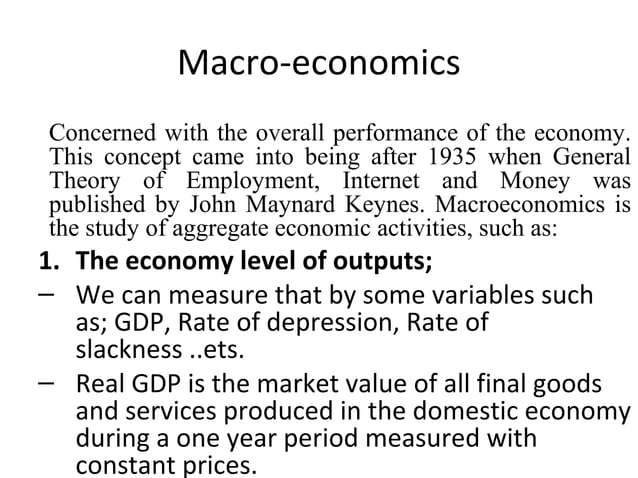 Macro-economics
Concerned with the overall performance of the economy.
This concept came into being after 1935 when General
Theory of Employment, Internet and Money was
published by John Maynard Keynes. Macroeconomics is
the study of aggregate economic activities, such as:
1. The economy level of outputs;
– We can measure that by some variables such
as; GDP, Rate of depression, Rate of
slackness ..ets.
– Real GDP is the market value of all final goods
and services produced in the domestic economy
during a one year period measured with
constant prices.